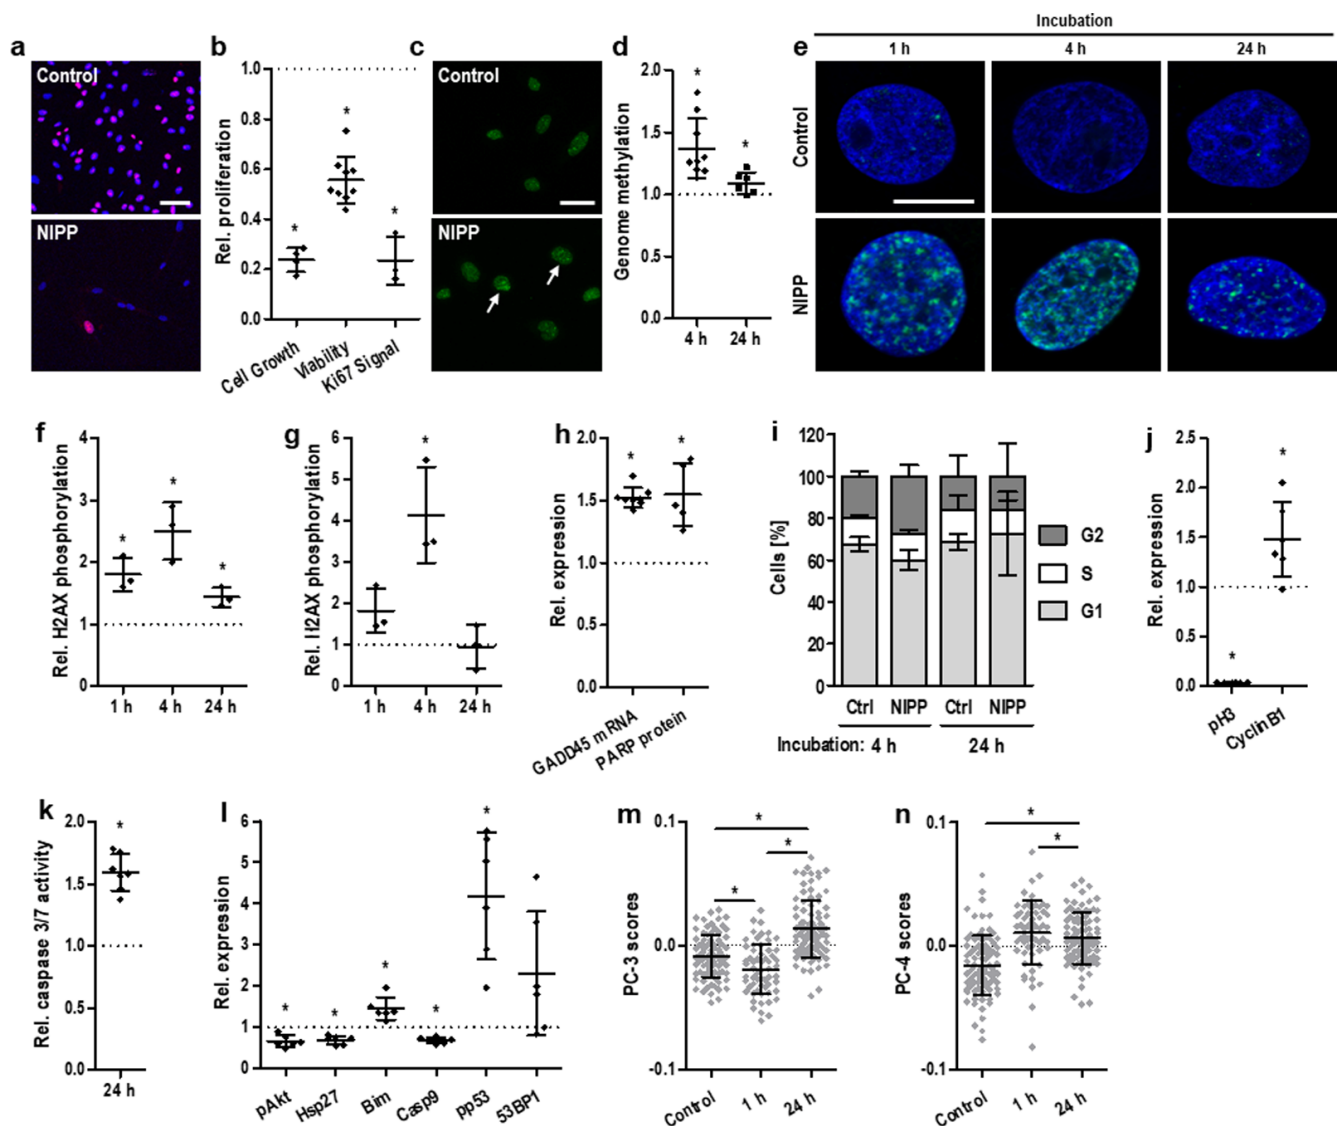 a
Control
NIPP
b
Rel. proliferation
1.0
0.8
0.6
0.4
0.2
0.0
*
*
*
Cell Growth
Viability
Ki67 Signal
c
Control
NIPP
d
Genome methylation
2.0
1.5
1.0
0.5
0.0
*
*
4 h
24 h
e
Incubation
1 h
4 h
24 h
Control
NIPP
f
Rel. H2AX phosphorylation
4
3
2
1
0
*
*
*
1 h
4 h
24 h
g
Rel. H2AX phosphorylation
6
5
4
3
2
1
0
*
1 h
4 h
24 h
h
Rel. expression
2.0
1.5
1.0
0.5
0.0
*
*
GADD45 mRNA
PARP protein
i
Cells [%]
120
100
80
60
40
20
0
Ctrl
NIPP
Ctrl
NIPP
Incubation: 4 h
24 h
G2
S
G1
j
Rel. expression
2.5
2.0
1.5
1.0
0.5
0.0
*
*
pH3
CyclinB1
k
Rel. caspase 3/7 activity
2.0
1.5
1.0
0.5
0.0
*
24 h
l
Rel. expression
6
5
4
3
2
1
0
*
*
*
*
*
pAkt
Hsp27
Bim
Casp9
pp53
53BP1
m
PC-3 scores
0.1
0.0
-0.1
*
*
*
Control
1 h
24 h
n
PC-4 scores
0.1
0.0
-0.1
*
*
Control
1 h
24 h